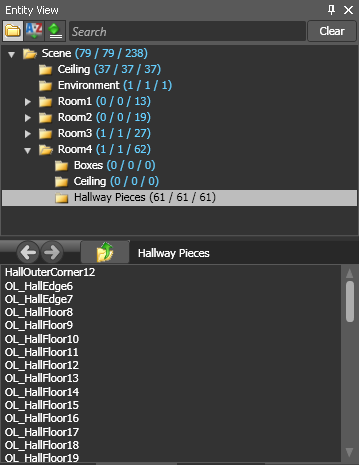 Entity View
Search
Clear
Scene (79 / 79 / 238)
Ceiling (37 / 37 / 37)
Environment (1 / 1 / 1)
Room1 (0 / 0 / 13)
Room2 (0 / 0 / 19)
Room3 (1 / 1 / 27)
Room4 (1 / 1 / 62)
Boxes (0 / 0 / 0)
Ceiling (0 / 0 / 0)
Hallway Pieces (61 / 61 / 61)
Hallway Pieces
HallOuterCorner12
OL_HallEdge6
OL_HallEdge7
OL_HallFloor8
OL_HallFloor9
OL_HallFloor10
OL_HallFloor11
OL_HallFloor12
OL_HallFloor13
OL_HallFloor14
OL_HallFloor15
OL_HallFloor16
OL_HallFloor17
OL_HallFloor18
OL_HallFloor19